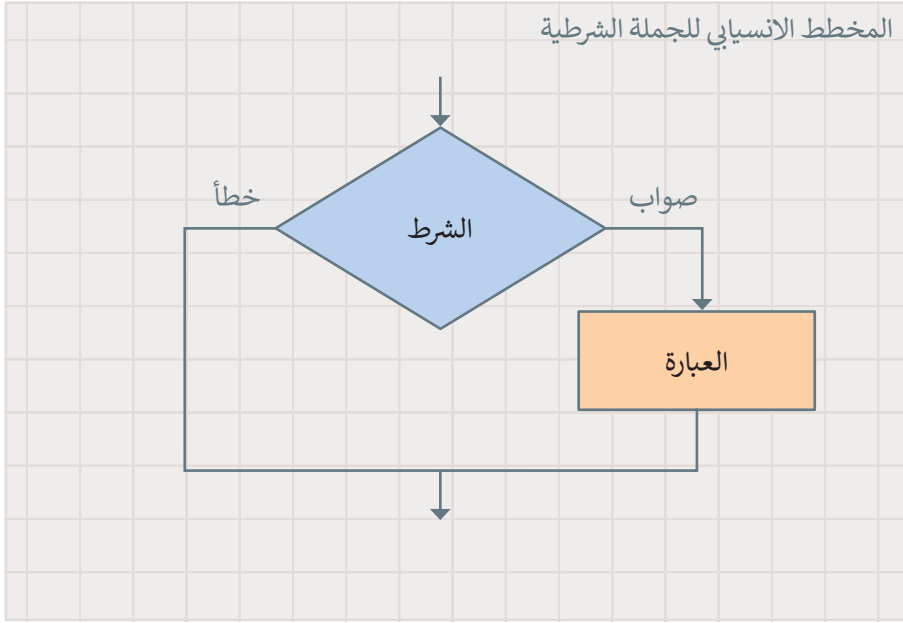 المخطط الانسيابي للجملة الشرطية
صواب
خطأ
الشرط
العبارة